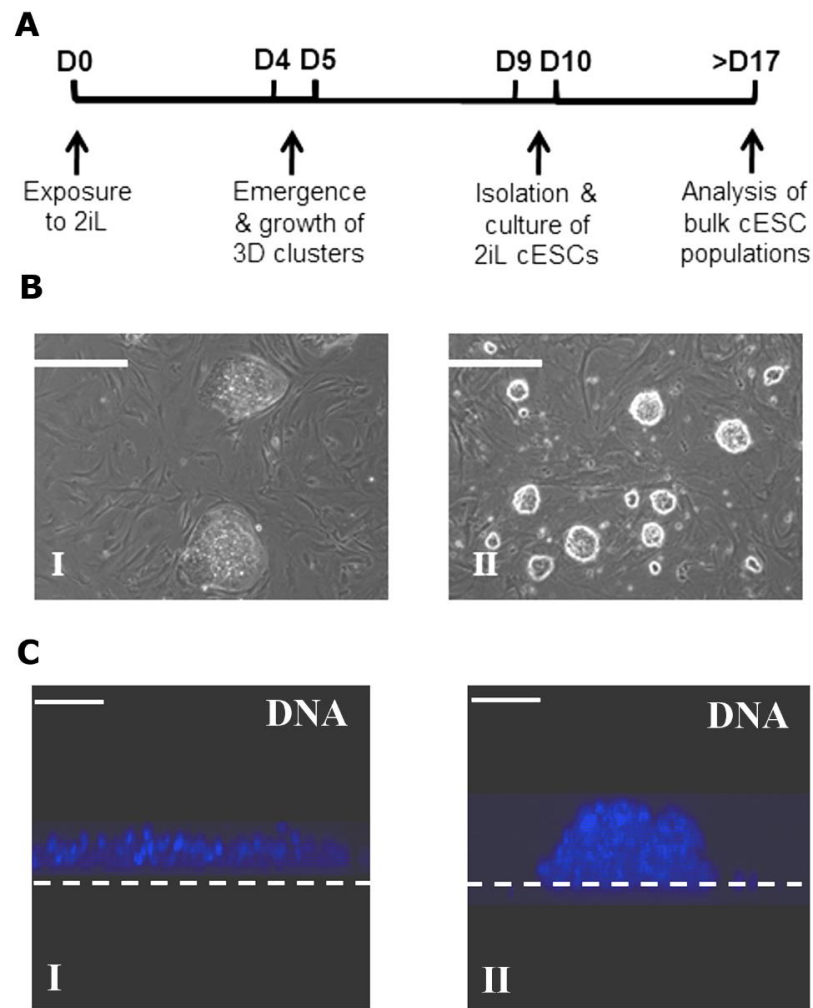 A
D0 D4 D5 D9 D10 >D17
Exposure
to 2iL
Emergence
& growth of
3D clusters
Isolation &
culture of
2iL cESCs
Analysis of
bulk cESC
populations
B
I
II
C
DNA
I
DNA
II